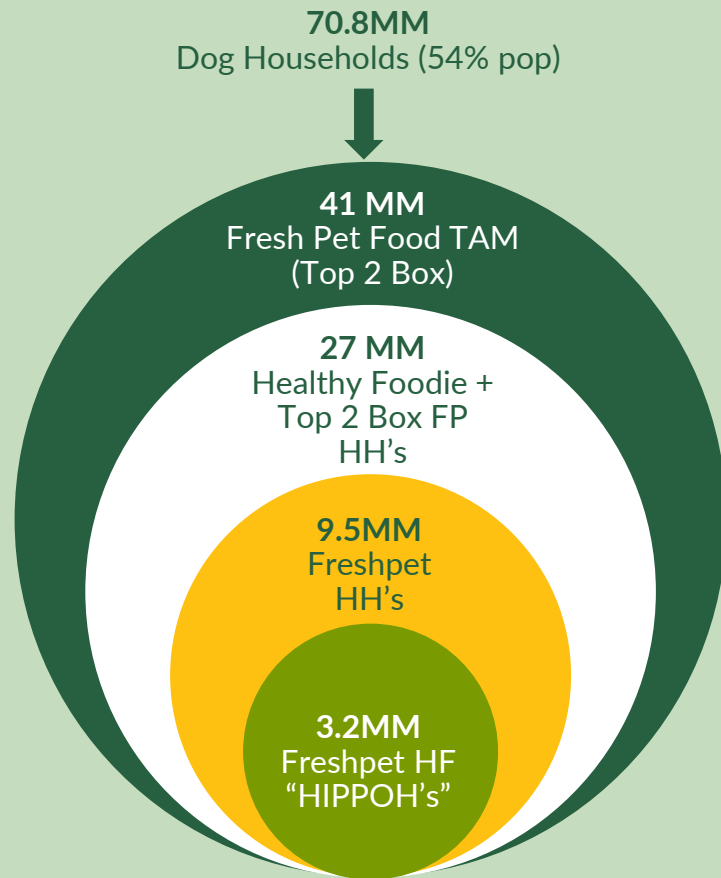 70.8MM
Dog Households (54% pop)
41 MM
Fresh Pet Food TAM
(Top 2 Box)
27 MM
Healthy Foodie +
Top 2 Box FP
HH’s
9.5MM
Freshpet
HH’s
3.2MM
Freshpet HF
“HIPPOH’s”